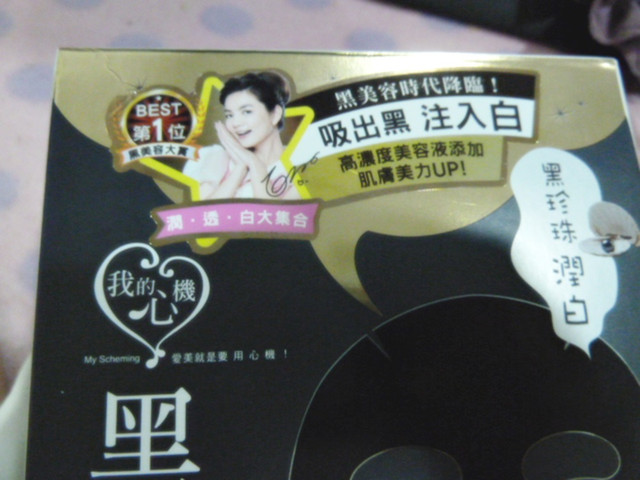 BEST
第1位
黑美容大賞
黑美容時代降臨！
吸出黑 注入白
高濃度美容液添加
肌膚美力UP!
潤·透·白大集合
黑珍珠潤白
我的心機
My Scheming 愛美就是要用心機！
黑